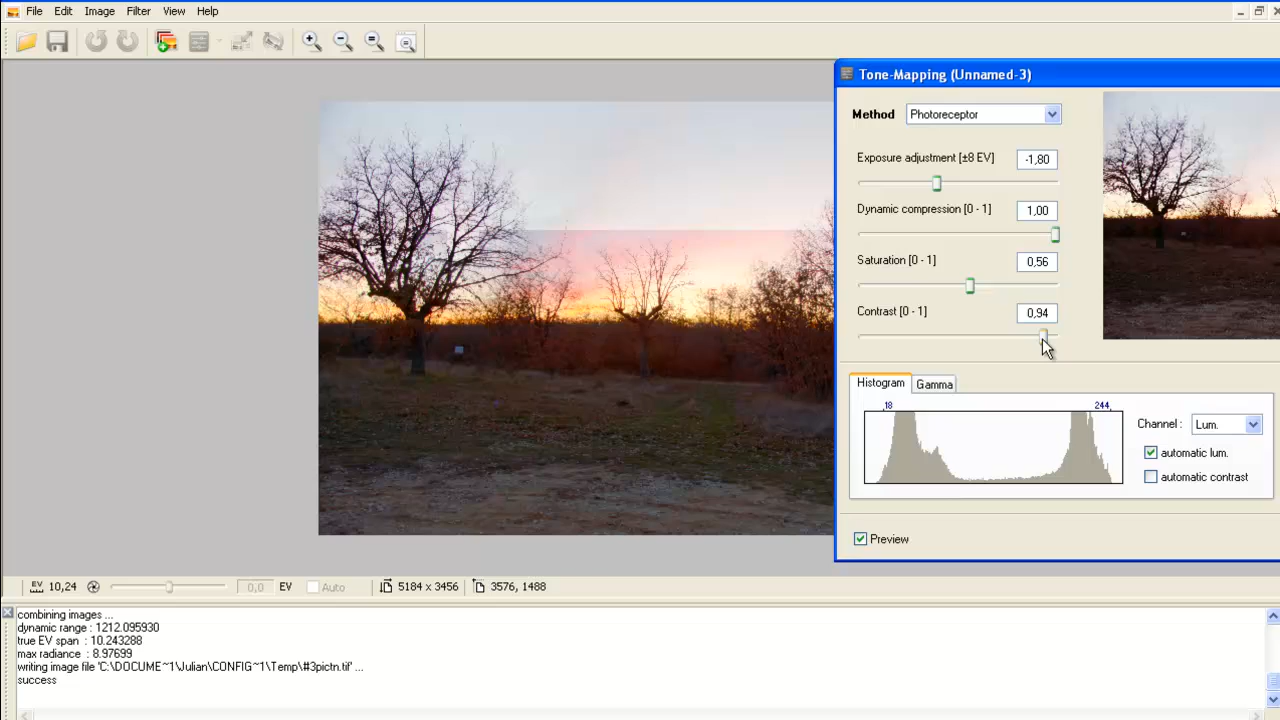 File Edit Image Filter View Help
Tone-Mapping (Unnamed-3)
Method Photoreceptor
Exposure adjustment [±8 EV] -1,80
Dynamic compression [0 - 1] 1,00
Saturation [0 - 1] 0,56
Contrast [0 - 1] 0,94
Histogram Gamma
18 244
Channel : Lum.
automatic lum.
automatic contrast
Preview
EV 10,24 0,0 EV Auto 5184 x 3456 3576, 1488
combining images ...
dynamic range : 1212.095930
true EV span : 10.243288
max radiance : 8.97699
writing image file 'C:\DOCUME~1\Julian\CONFIG~1\Temp\#3pictn.tif' ...
success